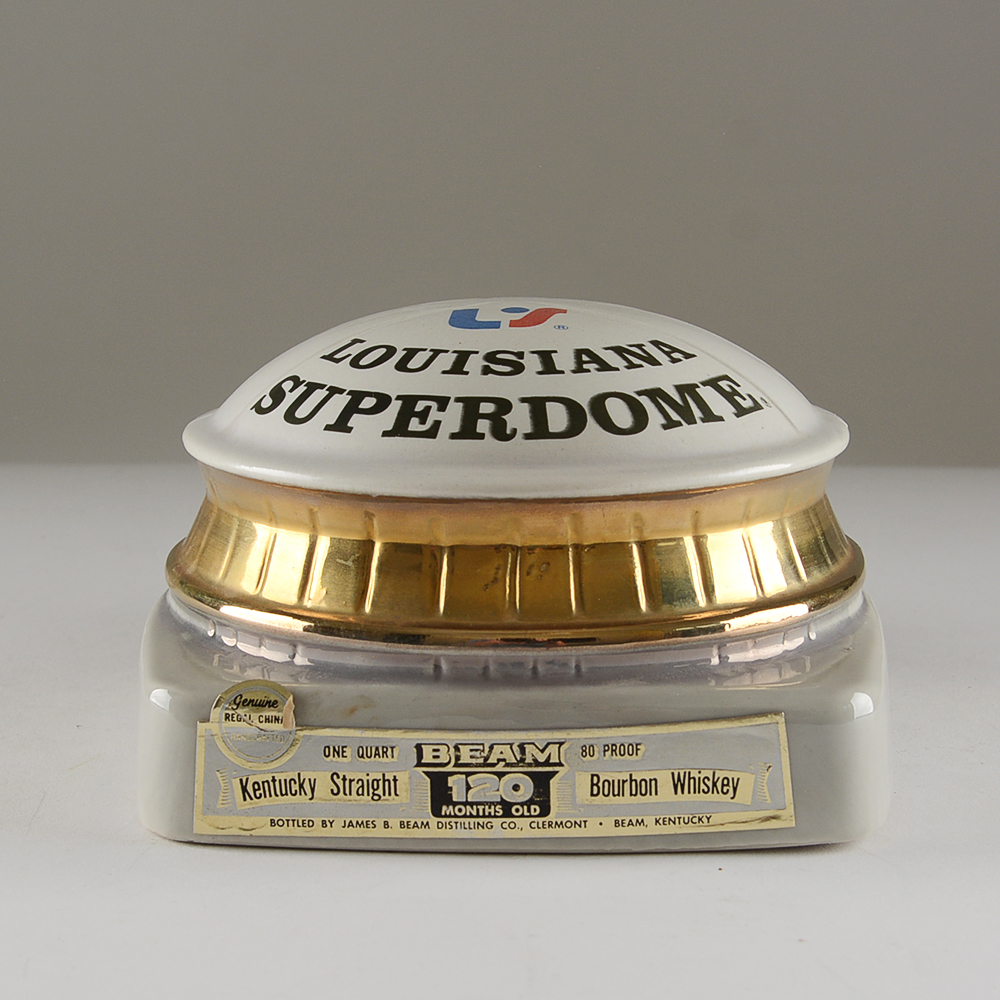 LS ®
LOUISIANA
SUPERDOME
Genuine
REGAL CHINA
ONE QUART BEAM 80 PROOF
Kentucky Straight 120 Bourbon Whiskey
MONTHS OLD
BOTTLED BY JAMES B. BEAM DISTILLING CO., CLERMONT • BEAM, KENTUCKY